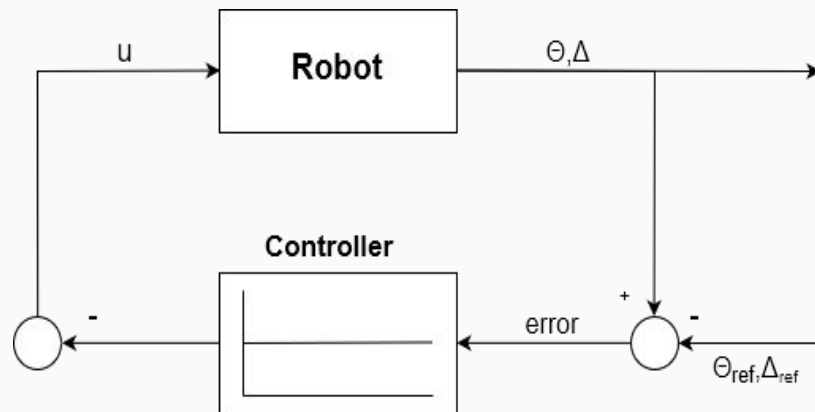 u
Robot
Θ,Δ
Controller
+
-
-
error
Θref,Δref